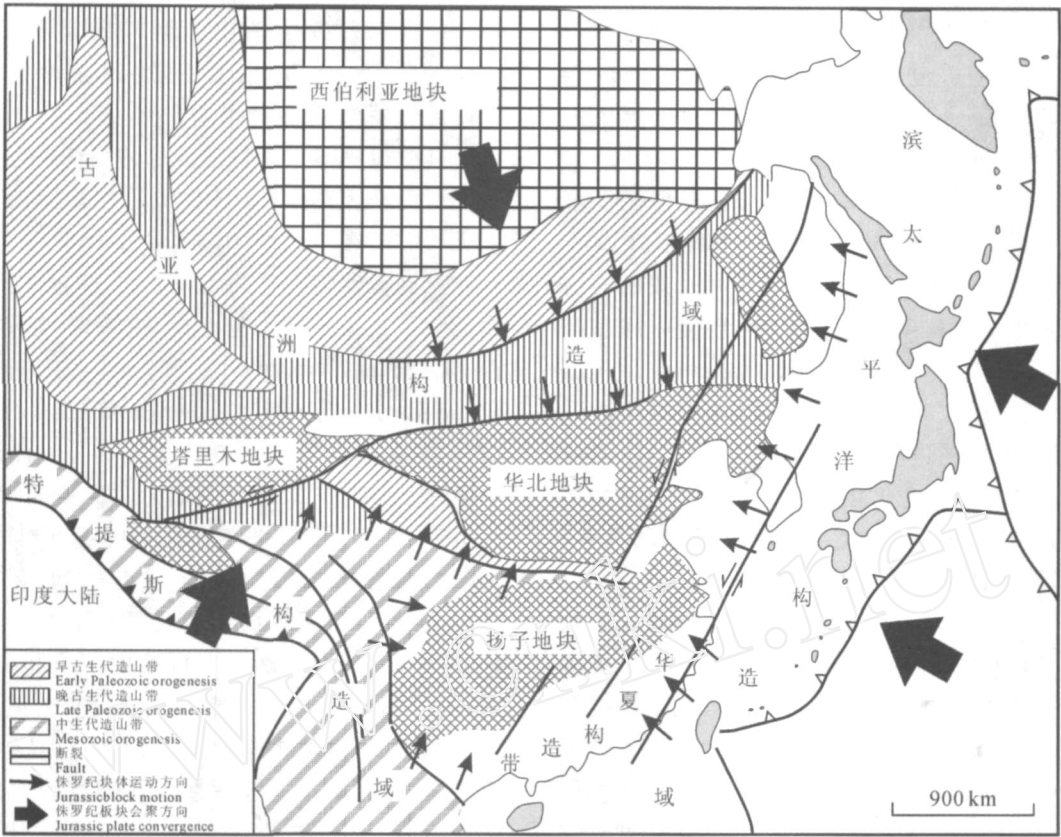 西伯利亚地块
古亚洲构造域
滨太平洋构造域
塔里木地块
华北地块
特提斯构造域
印度大陆
扬子地块
华夏构造带
早古生代造山带
Early Paleozoic orogenesis
晚古生代造山带
Late Paleozoic orogenesis
中生代造山带
Mesozoic orogenesis
断裂
Fault
侏罗纪块体运动方向
Jurassicblock motion
侏罗纪板块会聚方向
Jurassic plate convergence
900 km
www.cnki.net